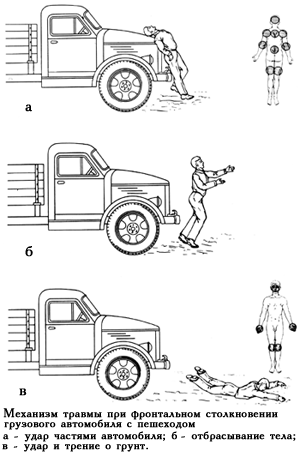 а
б
в
Механизм травмы при фронтальном столкновении
грузового автомобиля с пешеходом
а - удар частями автомобиля; б - отбрасывание тела;
в - удар и трение о грунт.